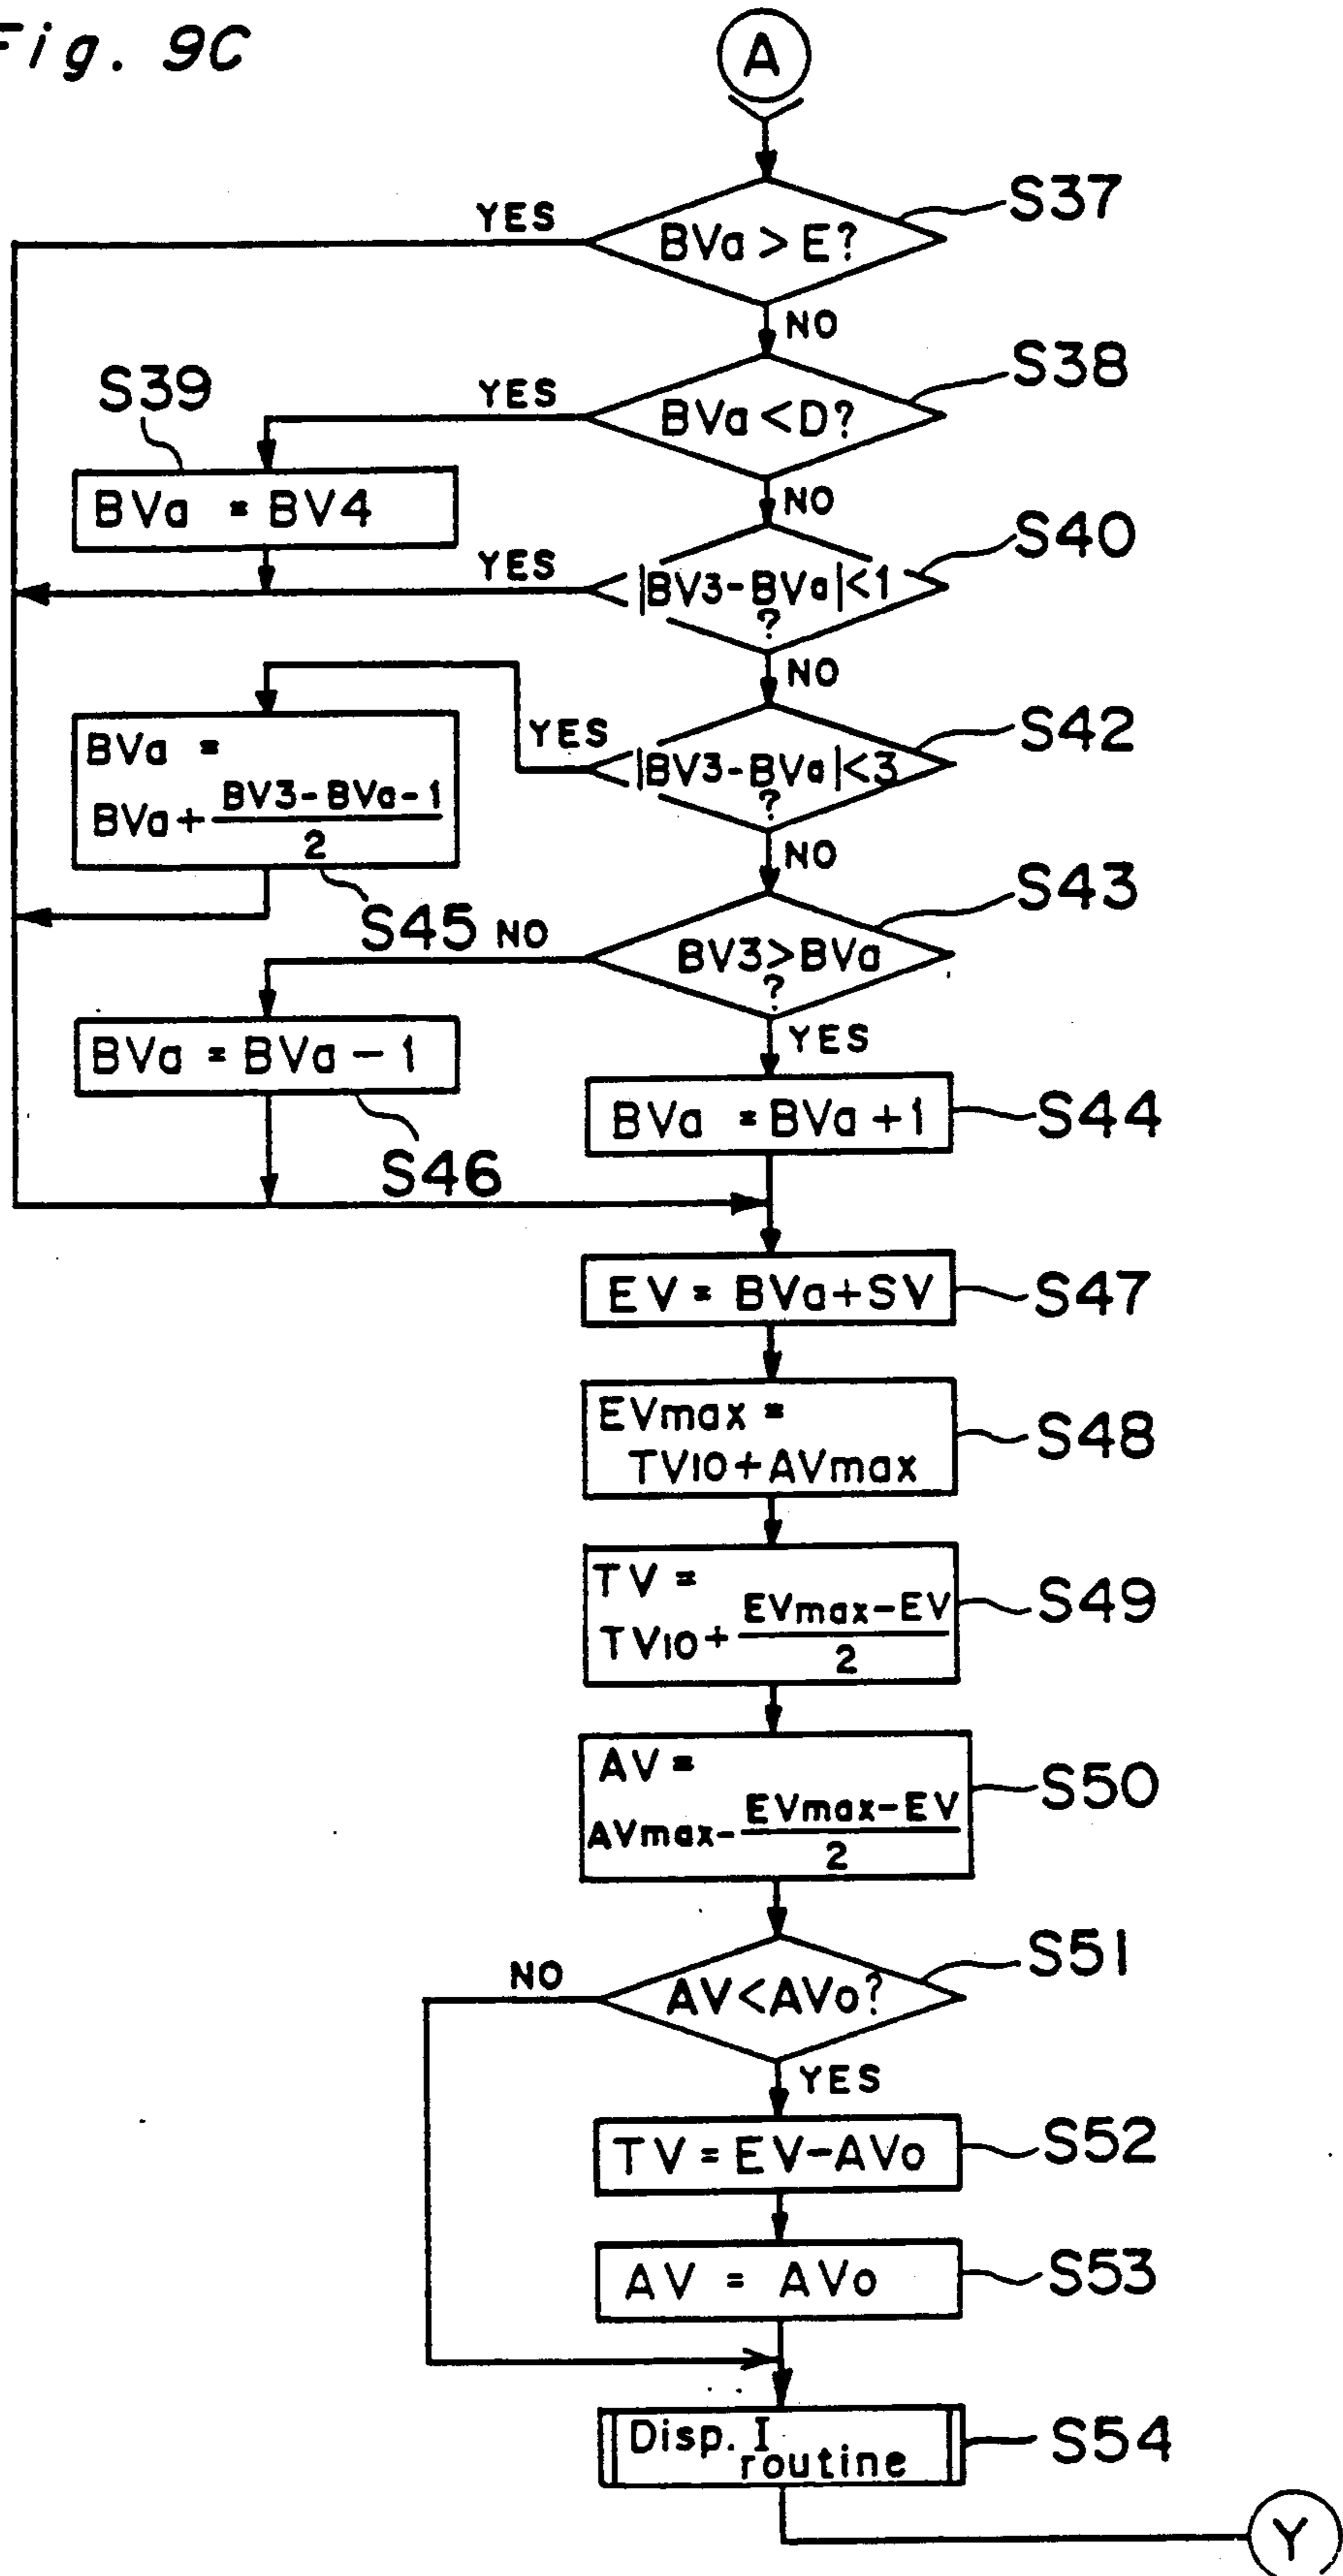 Fig. 9C
A
S37
YES
BVa > E?
NO
S38
S39
YES
BVa < D?
BVa = BV4
NO
S40
YES
|BV3-BVa|<1
?
NO
S42
BVa =
BVa + BV3-BVa-1
2
YES
|BV3-BVa|<3
?
NO
S45
S43
NO
BV3>BVa
?
BVa = BVa - 1
YES
S46
BVa = BVa + 1
S44
EV = BVa + SV
S47
EVmax =
TV10 + AVmax
S48
TV =
TV10 + EVmax - EV
2
S49
AV =
AVmax - EVmax - EV
2
S50
S51
NO
AV < AVo?
YES
TV = EV - AVo
S52
AV = AVo
S53
Disp. I
routine
S54
Y